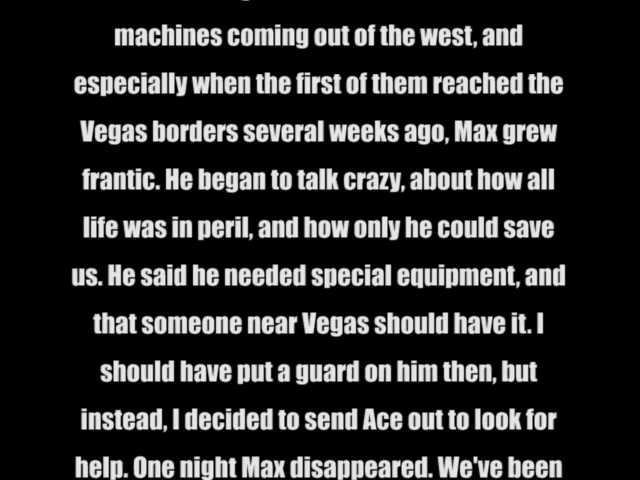 machines coming out of the west, and
especially when the first of them reached the
Vegas borders several weeks ago, Max grew
frantic. He began to talk crazy, about how all
life was in peril, and how only he could save
us. He said he needed special equipment, and
that someone near Vegas should have it. I
should have put a guard on him then, but
instead, I decided to send Ace out to look for
help. One night Max disappeared. We've been